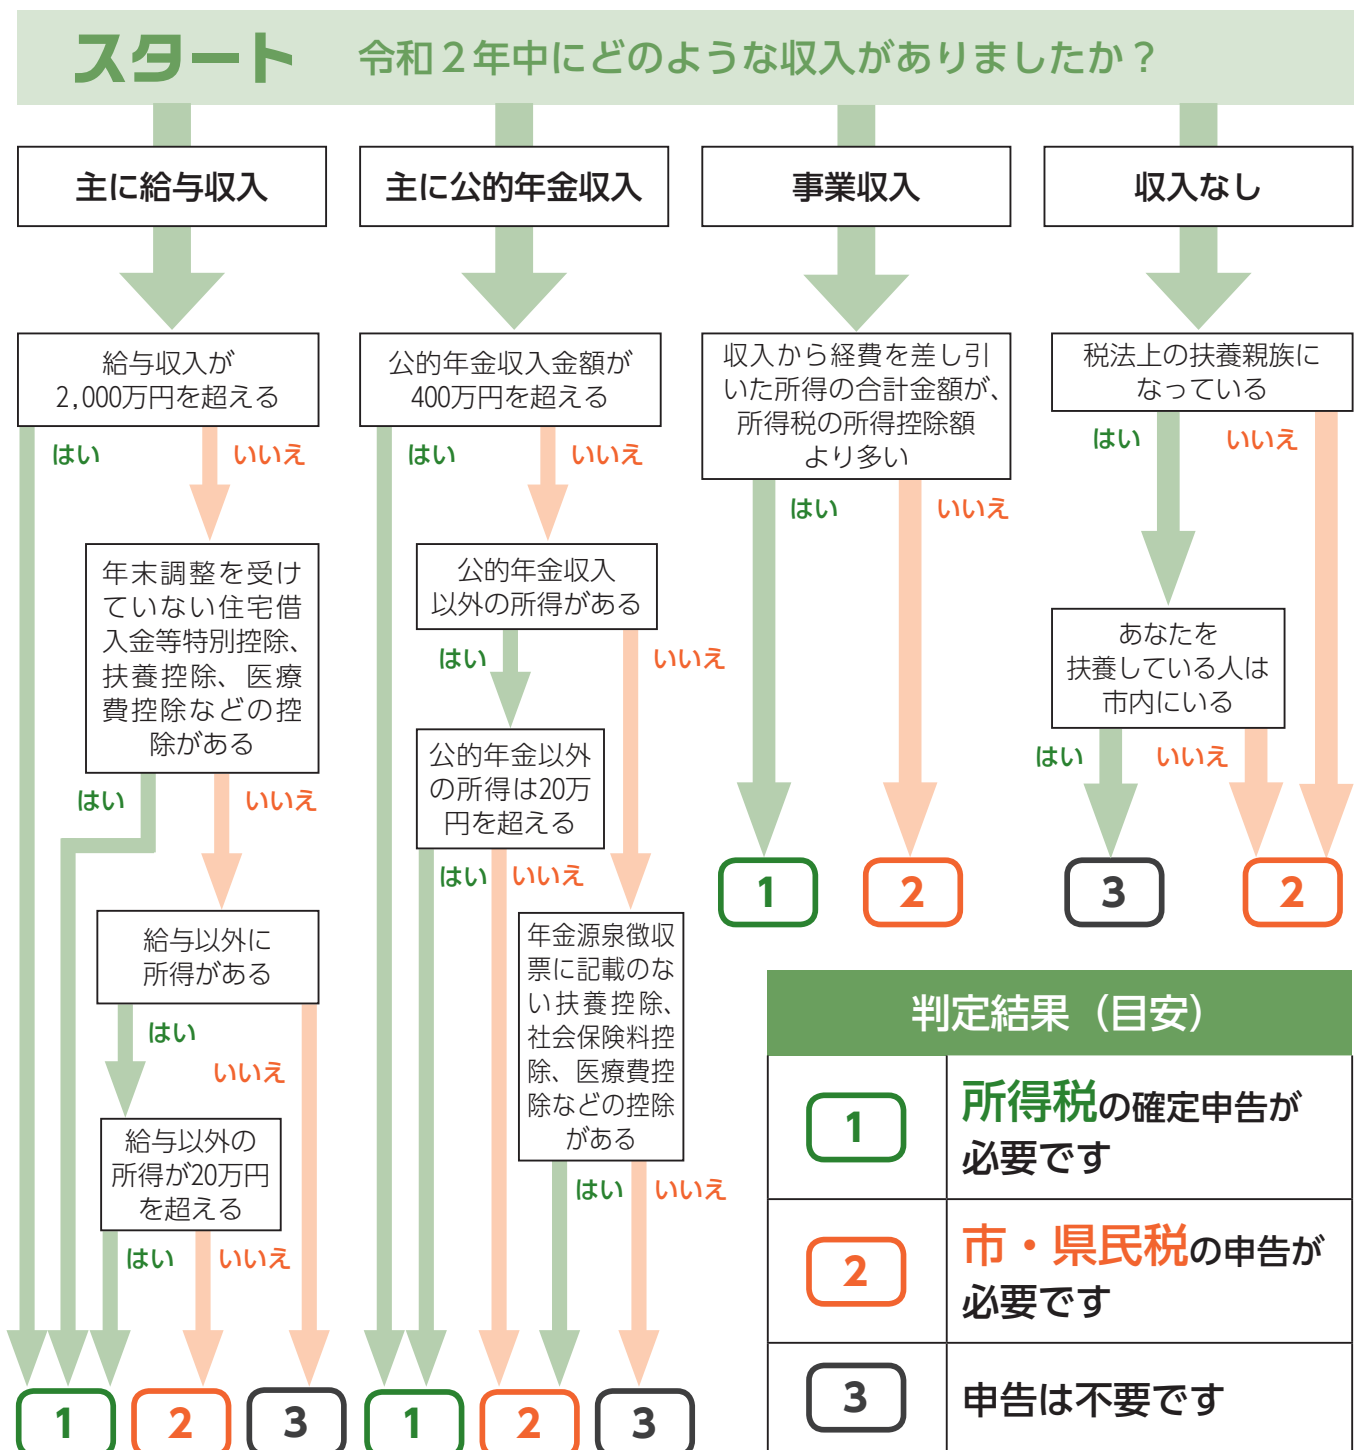 スタート 令和２年中にどのような収入がありましたか？
主に給与収入
給与収入が
2,000万円を超える
はい
いいえ
年末調整を受け
ていない住宅借
入金等特別控除、
扶養控除、医療
費控除などの控
除がある
はい
いいえ
給与以外に
所得がある
はい
いいえ
給与以外の
所得が20万円
を超える
はい
いいえ
1
2
3
主に公的年金収入
公的年金収入金額が
400万円を超える
はい
いいえ
公的年金収入
以外の所得がある
はい
いいえ
公的年金以外
の所得は20万
円を超える
はい
いいえ
年金源泉徴収
票に記載のな
い扶養控除、
社会保険料控
除、医療費控
除などの控除
がある
はい
いいえ
1
2
3
事業収入
収入から経費を差し引
いた所得の合計金額が、
所得税の所得控除額
より多い
はい
いいえ
1
2
収入なし
税法上の扶養親族に
なっている
はい
いいえ
あなたを
扶養している人は
市内にいる
はい
いいえ
3
2
判定結果（目安）
1
所得税の確定申告が
必要です
2
市・県民税の申告が
必要です
3
申告は不要です